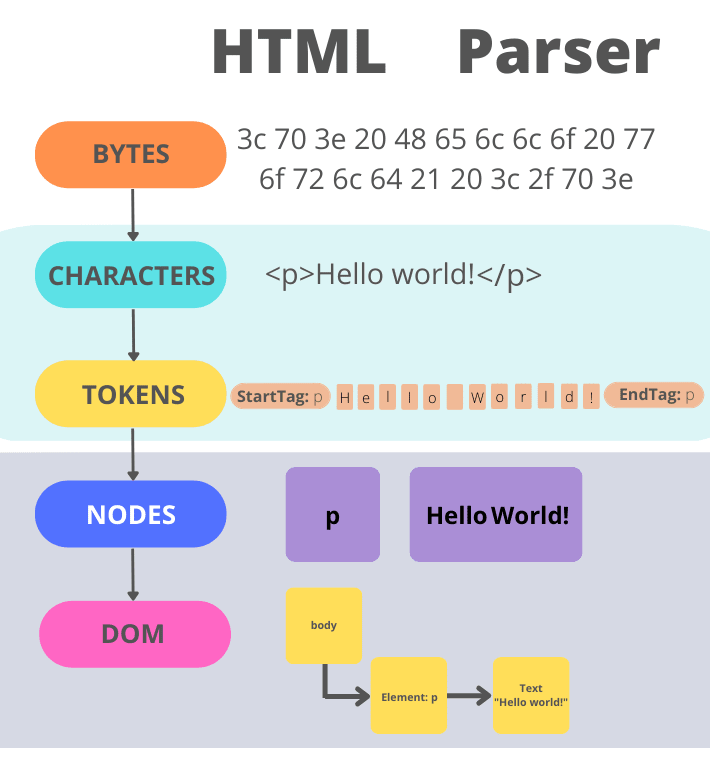 HTML Parser
BYTES
3c 70 3e 20 48 65 6c 6c 6f 20 77
6f 72 6c 64 21 20 3c 2f 70 3e
CHARACTERS
<p>Hello world!</p>
TOKENS
StartTag: p H e l l o W o r l d ! EndTag: p
NODES
p
Hello World!
DOM
body
Element: p
Text
"Hello world!"